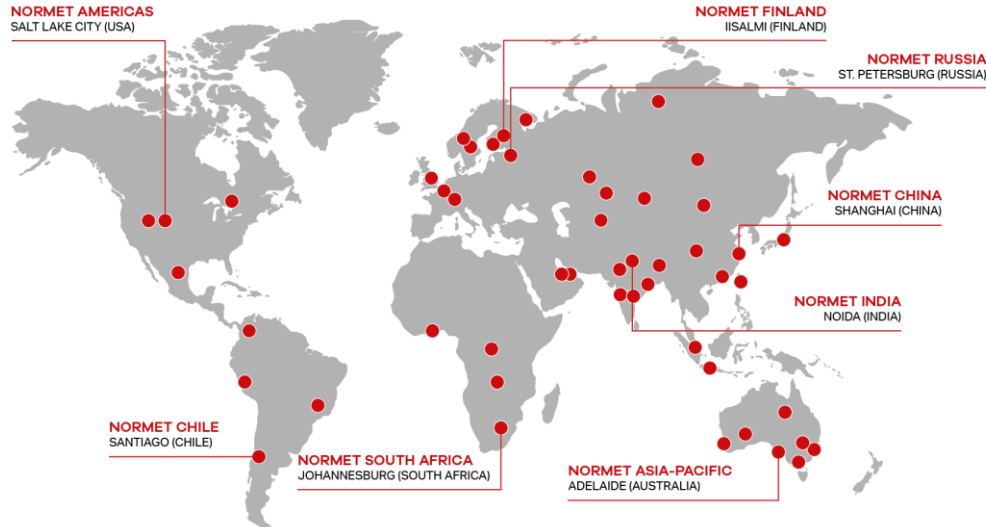 NORMET AMERICAS
SALT LAKE CITY (USA)
NORMET FINLAND
IISALMI (FINLAND)
NORMET RUSSIA
ST. PETERSBURG (RUSSIA)
NORMET CHINA
SHANGHAI (CHINA)
NORMET INDIA
NOIDA (INDIA)
NORMET CHILE
SANTIAGO (CHILE)
NORMET SOUTH AFRICA
JOHANNESBURG (SOUTH AFRICA)
NORMET ASIA-PACIFIC
ADELAIDE (AUSTRALIA)